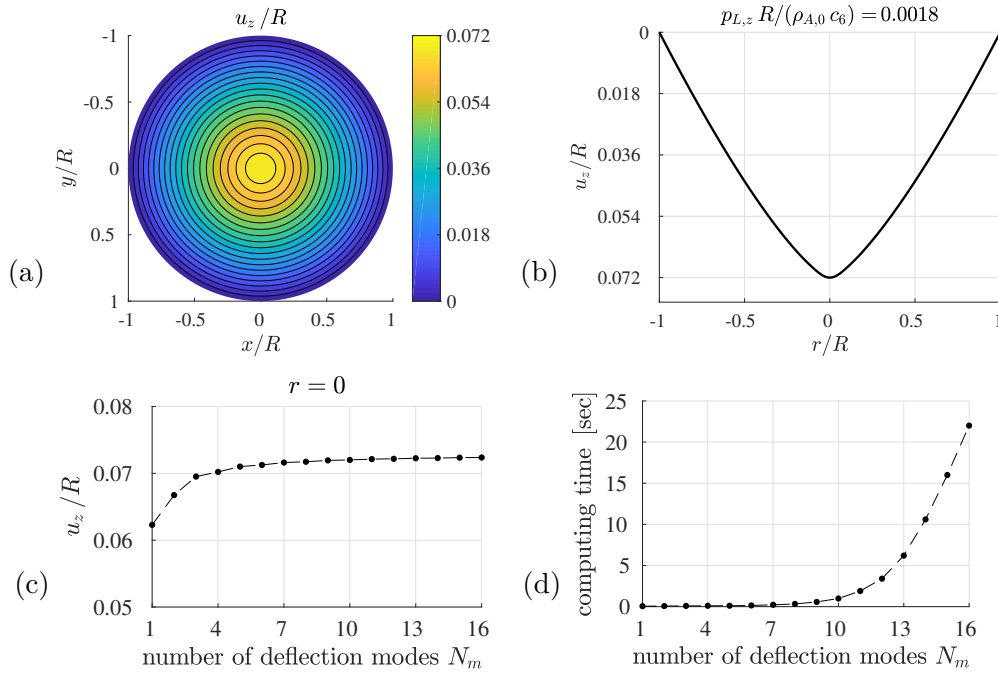 u_z /R
-1
-0.5
0
0.5
1
y/R
-1 -0.5 0 0.5 1
x/R
0.072
0.054
0.036
0.018
0
(a)
p_{L,z} R/(ρ_{A,0} c_6) = 0.0018
0
0.018
0.036
0.054
0.072
u_z/R
-1 -0.5 0 0.5 1
r/R
(b)
r = 0
0.08
0.07
0.06
0.05
u_z /R
1 4 7 10 13 16
number of deflection modes N_m
(c)
25
20
15
10
5
0
computing time [sec]
1 4 7 10 13 16
number of deflection modes N_m
(d)